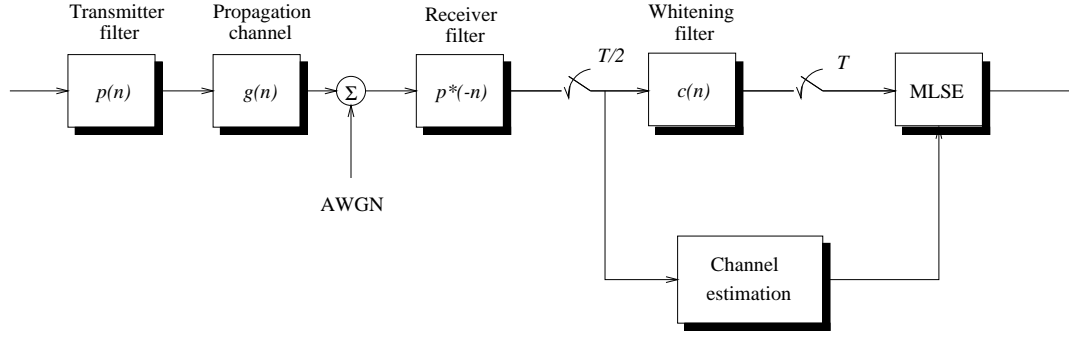 Transmitter
filter
Propagation
channel
Receiver
filter
Whitening
filter
p(n)
g(n)
Σ
p*(-n)
T/2
c(n)
T
MLSE
AWGN
Channel
estimation